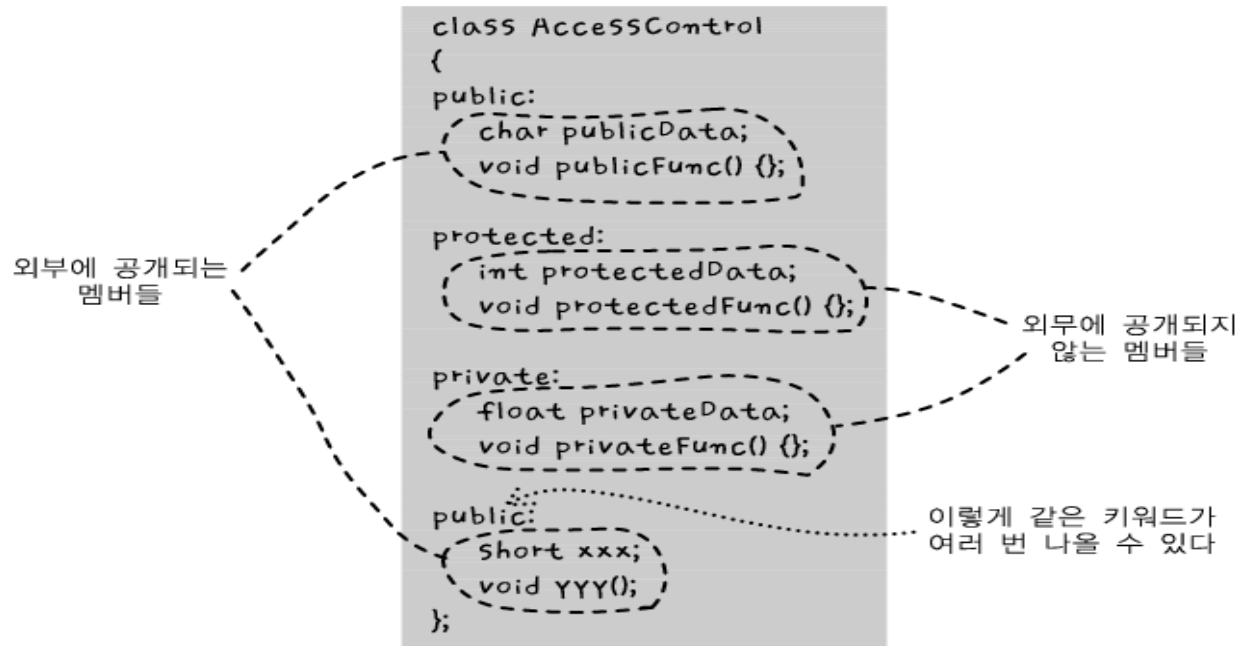 class AccessControl
{
public:
char publicData;
void publicFunc() {};
protected:
int protectedData;
void protectedFunc() {};
private:
float privateData;
void privateFunc() {};
public:
short xxx;
void YYY();
};
외부에 공개되는
멤버들
외무에 공개되지
않는 멤버들
이렇게 같은 키워드가
여러 번 나올 수 있다